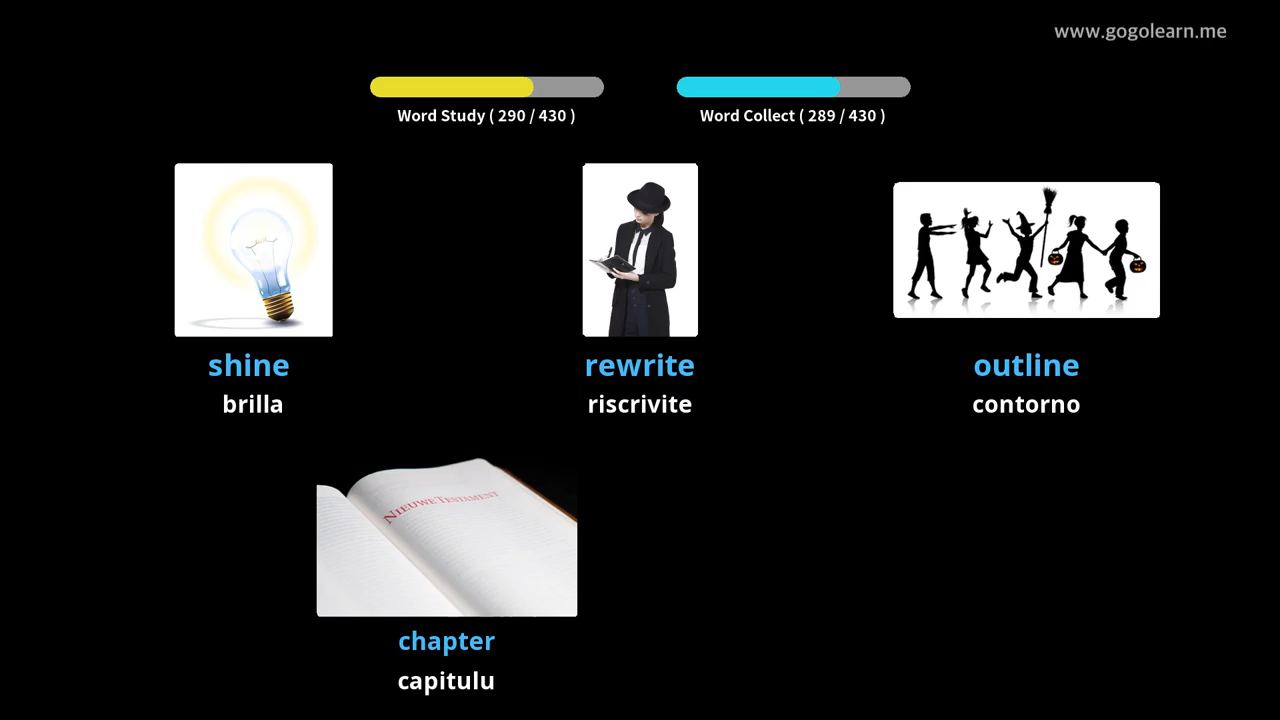 www.gogolearn.me
Word Study ( 290 / 430 )
Word Collect ( 289 / 430 )
shine
brilla
rewrite
riscrivite
outline
contorno
NIEUWE TESTAMENT
chapter
capitulu